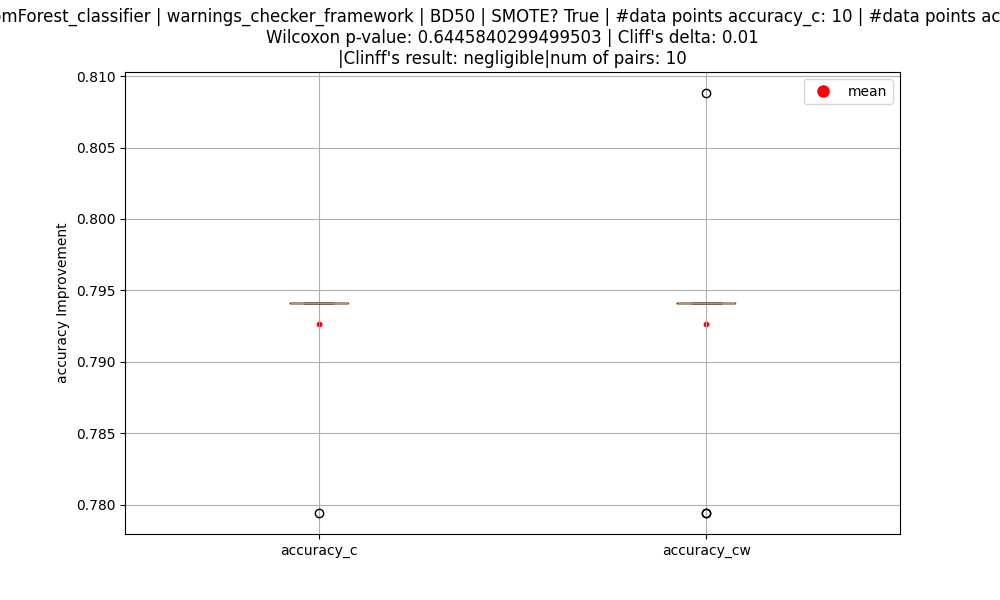 omForest_classifier | warnings_checker_framework | BD50 | SMOTE? True | #data points accuracy_c: 10 | #data points ac
Wilcoxon p-value: 0.6445840299499503 | Cliff's delta: 0.01
|Clinff's result: negligible|num of pairs: 10
mean
0.810
0.805
0.800
0.795
0.790
0.785
0.780
accuracy Improvement
accuracy_c
accuracy_cw